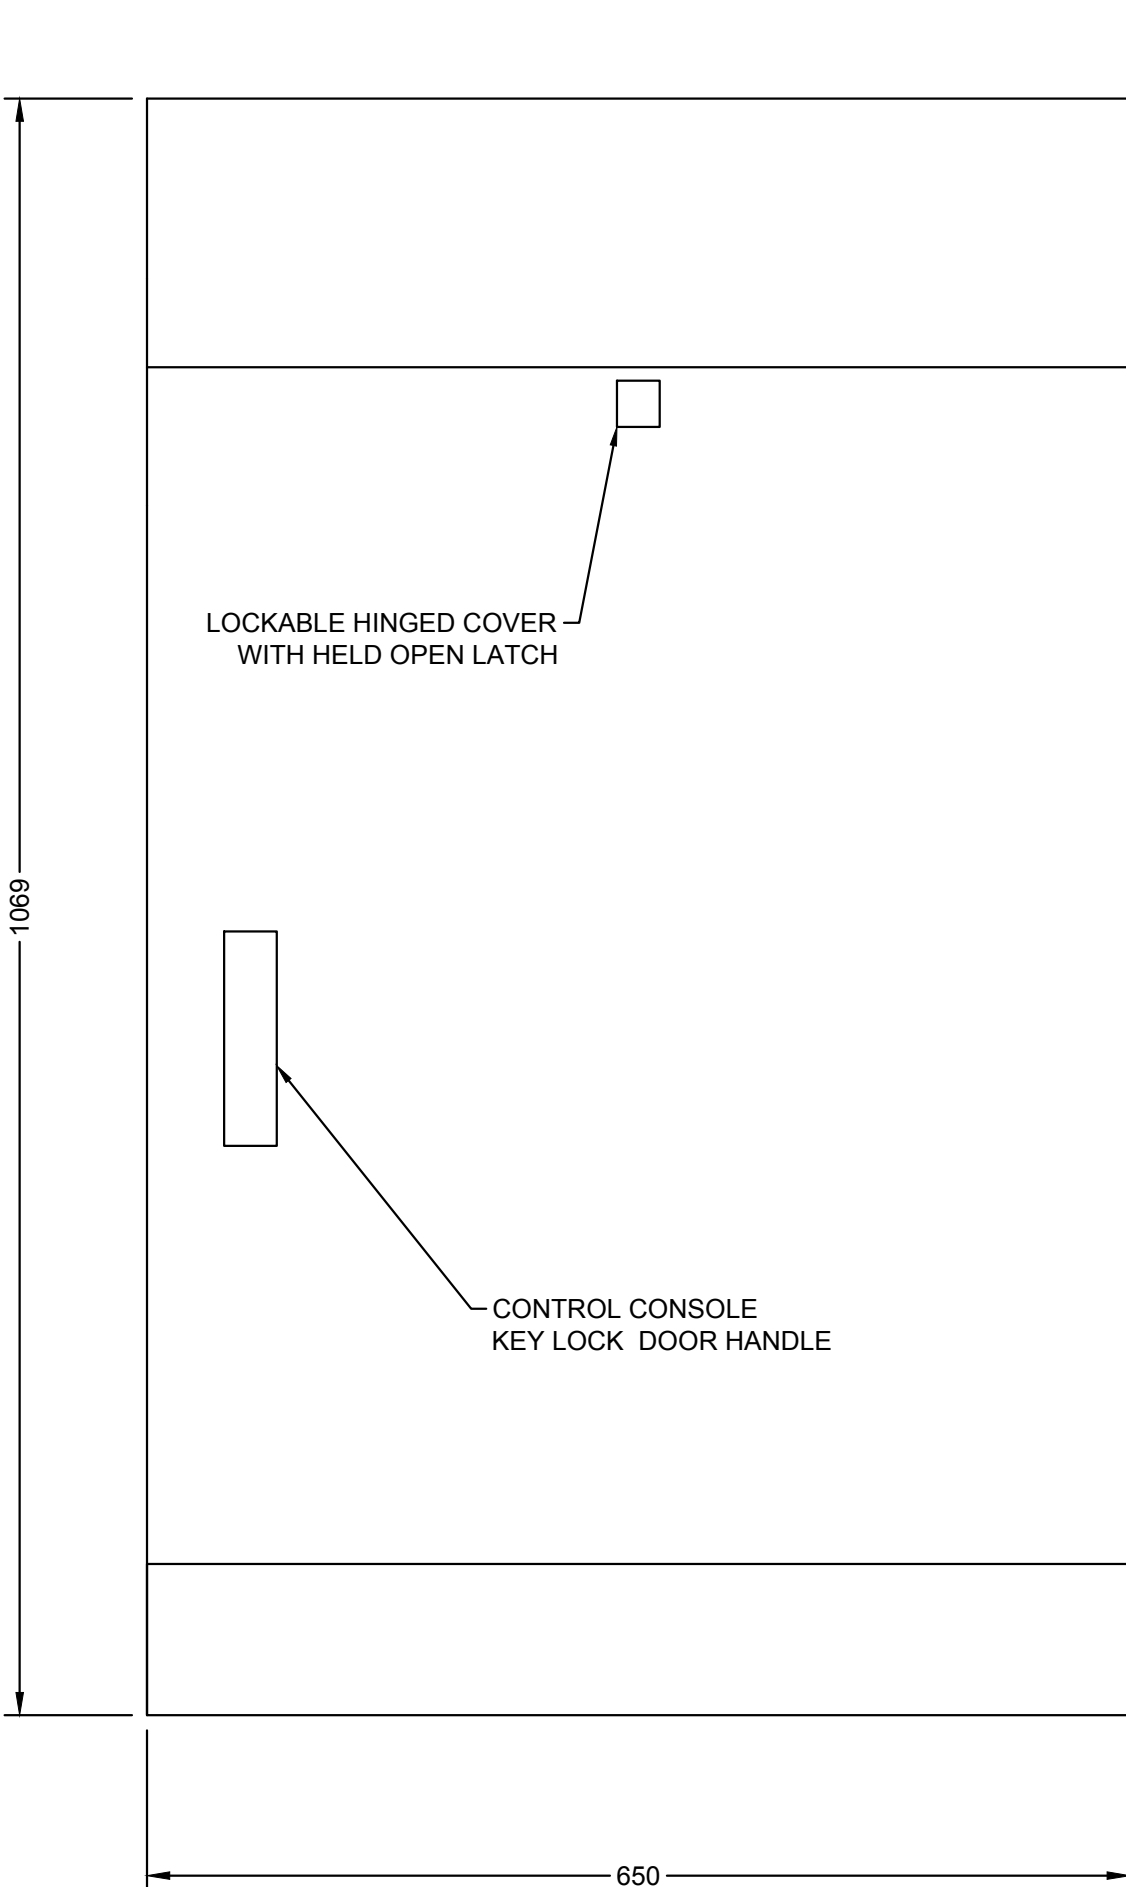 LOCKABLE HINGED COVER
WITH HELD OPEN LATCH
1069
CONTROL CONSOLE
KEY LOCK  DOOR HANDLE
650